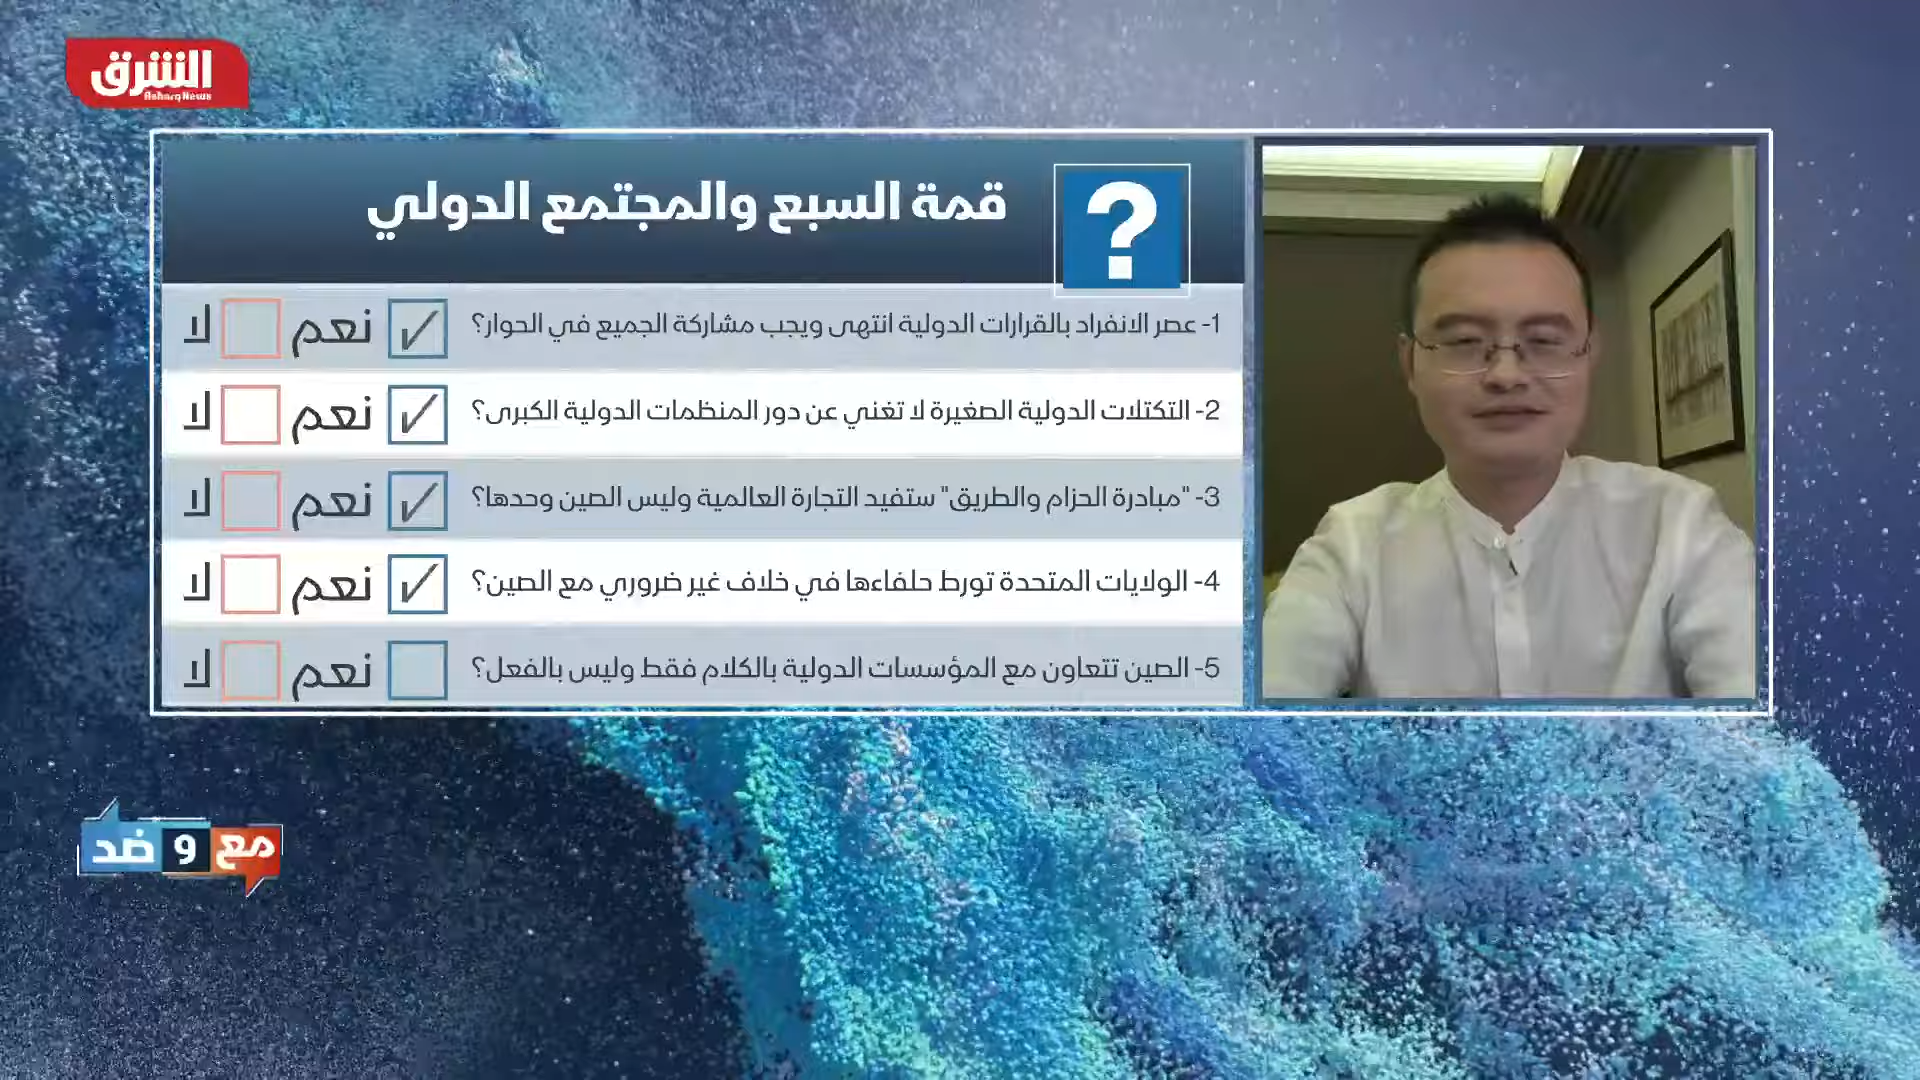 الشرق
Asharq News
قمة السبع والمجتمع الدولي
?
1- عصر الانفراد بالقرارات الدولية انتهى ويجب مشاركة الجميع في الحوار؟ نعم لا
2- التكتلات الدولية الصغيرة لا تغني عن دور المنظمات الدولية الكبرى؟ نعم لا
3- "مبادرة الحزام والطريق" ستفيد التجارة العالمية وليس الصين وحدها؟ نعم لا
4- الولايات المتحدة تورط حلفاءها في خلاف غير ضروري مع الصين؟ نعم لا
5- الصين تتعاون مع المؤسسات الدولية بالكلام فقط وليس بالفعل؟ نعم لا
مع و ضد